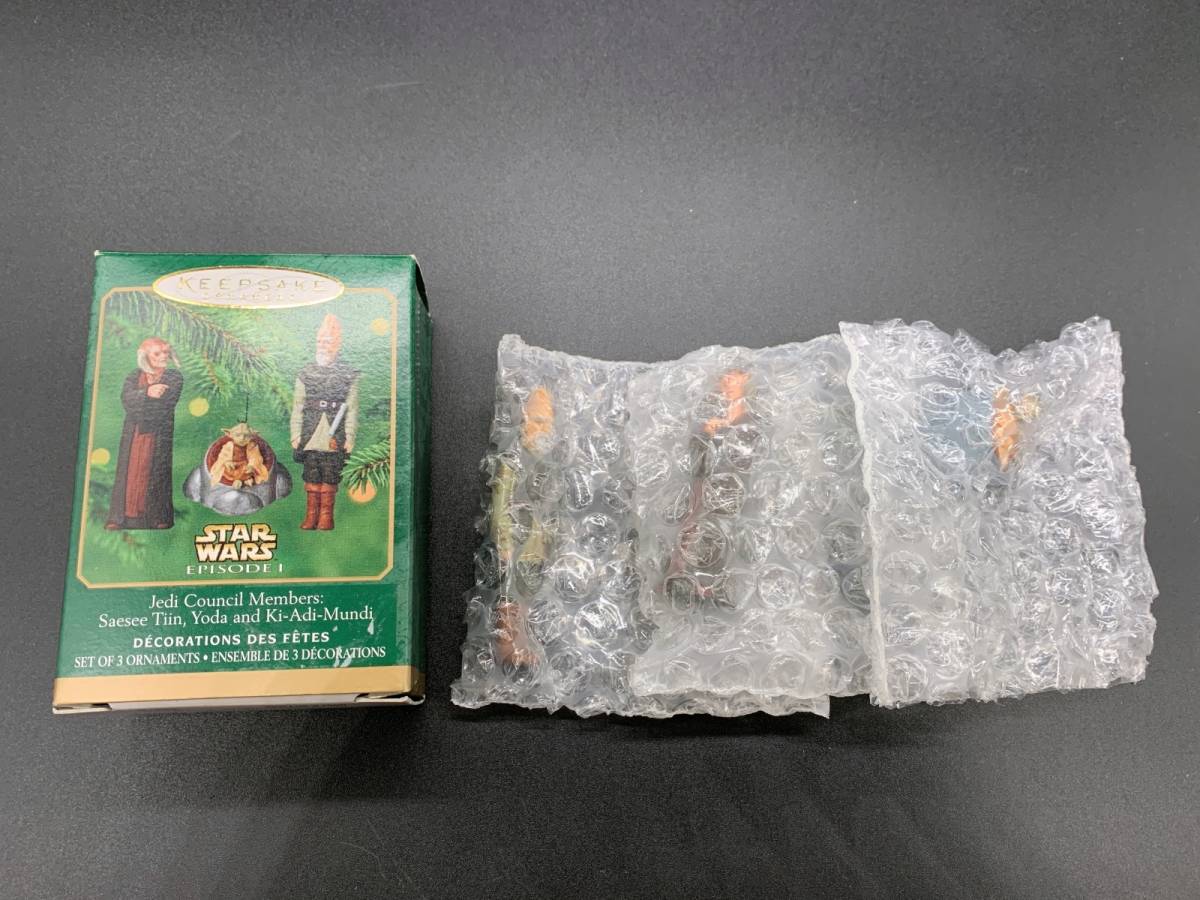 KEEPSAKE
STAR
WARS
EPISODE I
Jedi Council Members:
Saesee Tiin, Yoda and Ki-Adi-Mundi
DÉCORATIONS DES FÊTES
SET OF 3 ORNAMENTS • ENSEMBLE DE 3 DÉCORATIONS